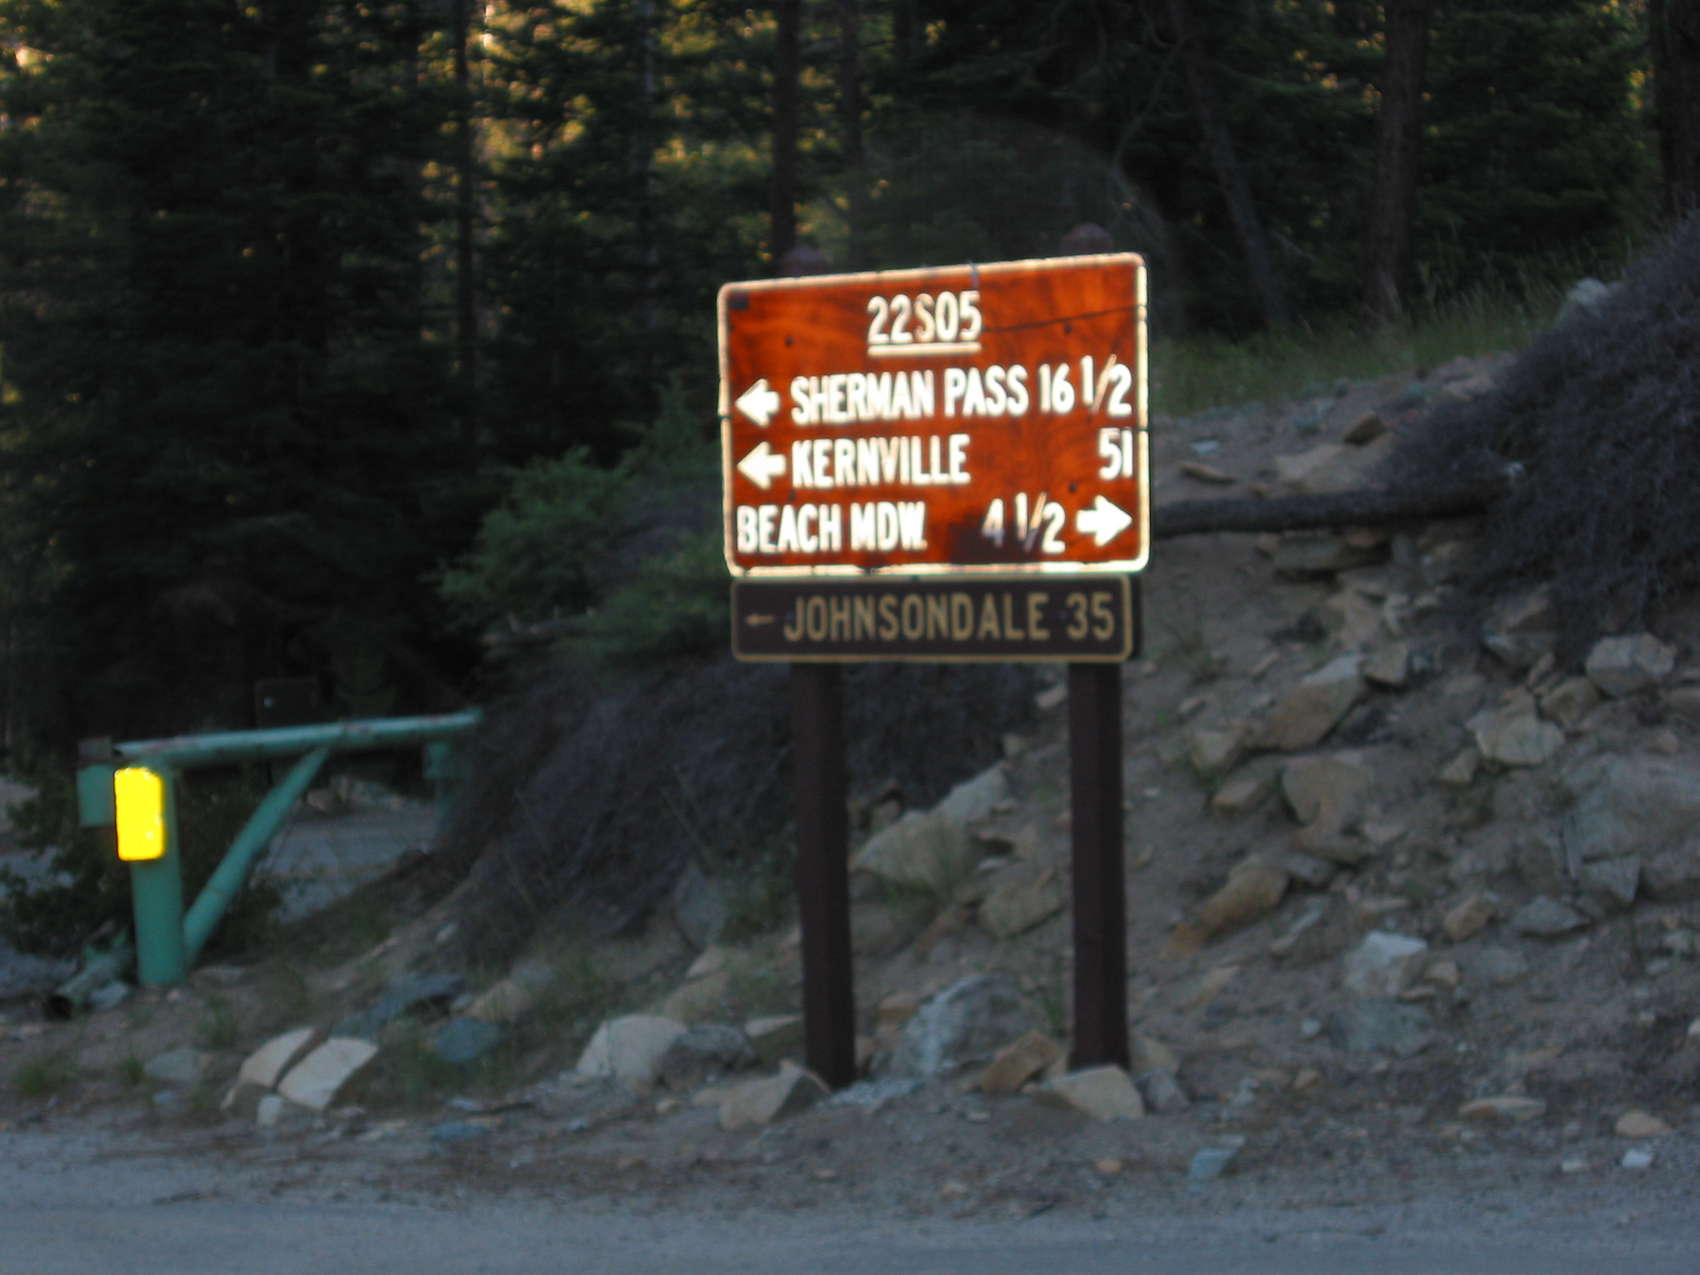 22S05
← SHERMAN PASS 16 1/2
← KERNVILLE 51
BEACH MDW. 4 1/2 →
← JOHNSONDALE 35